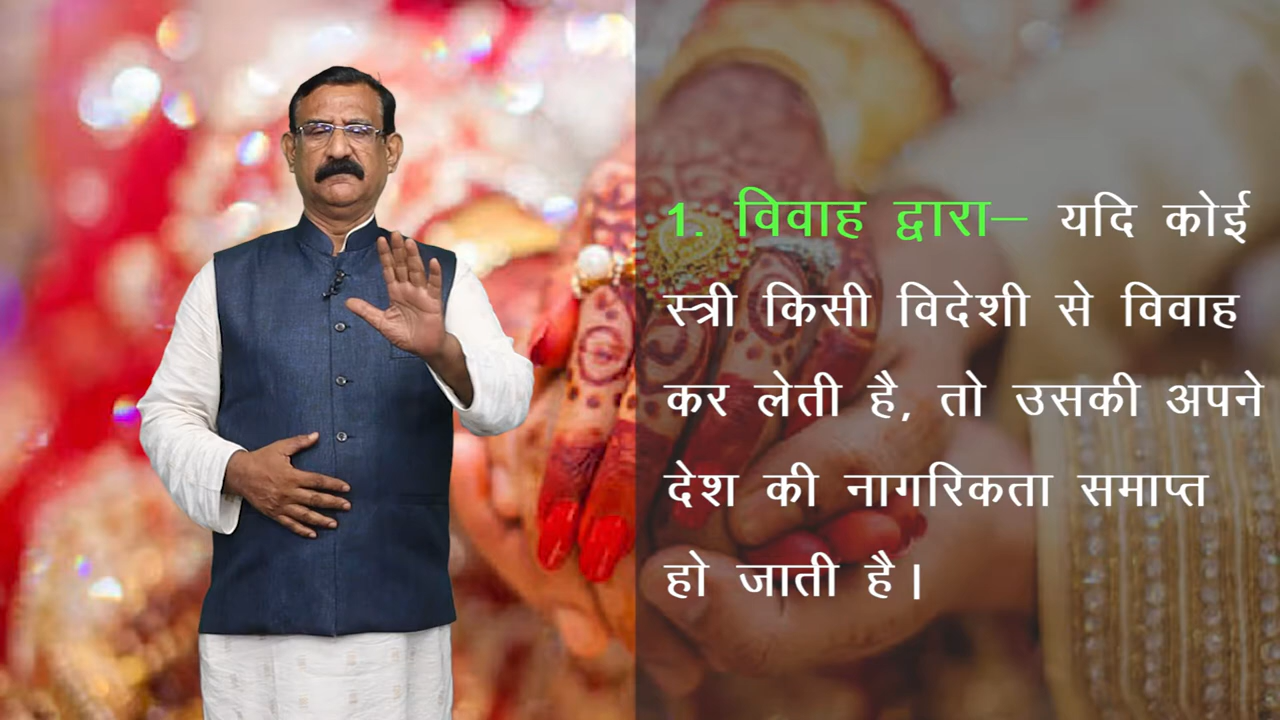 1. विवाह द्वारा– यदि कोई
स्त्री किसी विदेशी से विवाह
कर लेती है, तो उसकी अपने
देश की नागरिकता समाप्त
हो जाती है।